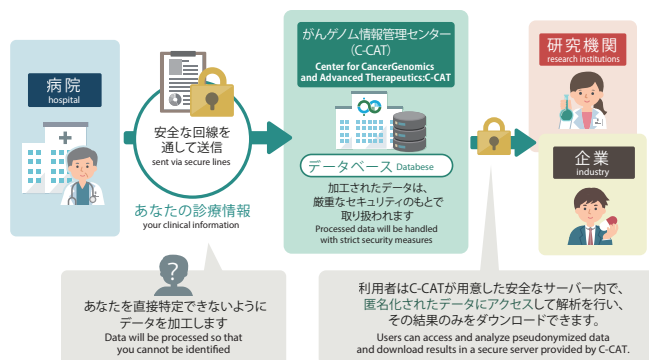 病院
hospital
安全な回線を
通して送信
sent via secure lines
あなたの診療情報
your clinical information
?
あなたを直接特定できないように
データを加工します
Data will be processed so that
you cannot be identified
がんゲノム情報管理センター
(C-CAT)
Center for CancerGenomics
and Advanced Therapeutics:C-CAT
データベース Databese
加工されたデータは、
厳重なセキュリティのもとで
取り扱われます
Processed data will be handled
with strict security measures
研究機関
research institutions
企業
industry
利用者はC-CATが用意した安全なサーバー内で、
匿名化されたデータにアクセスして解析を行い、
その結果のみをダウンロードできます。
Users can access and analyze pseudonymized data
and download results in a secure server provided by C-CAT.